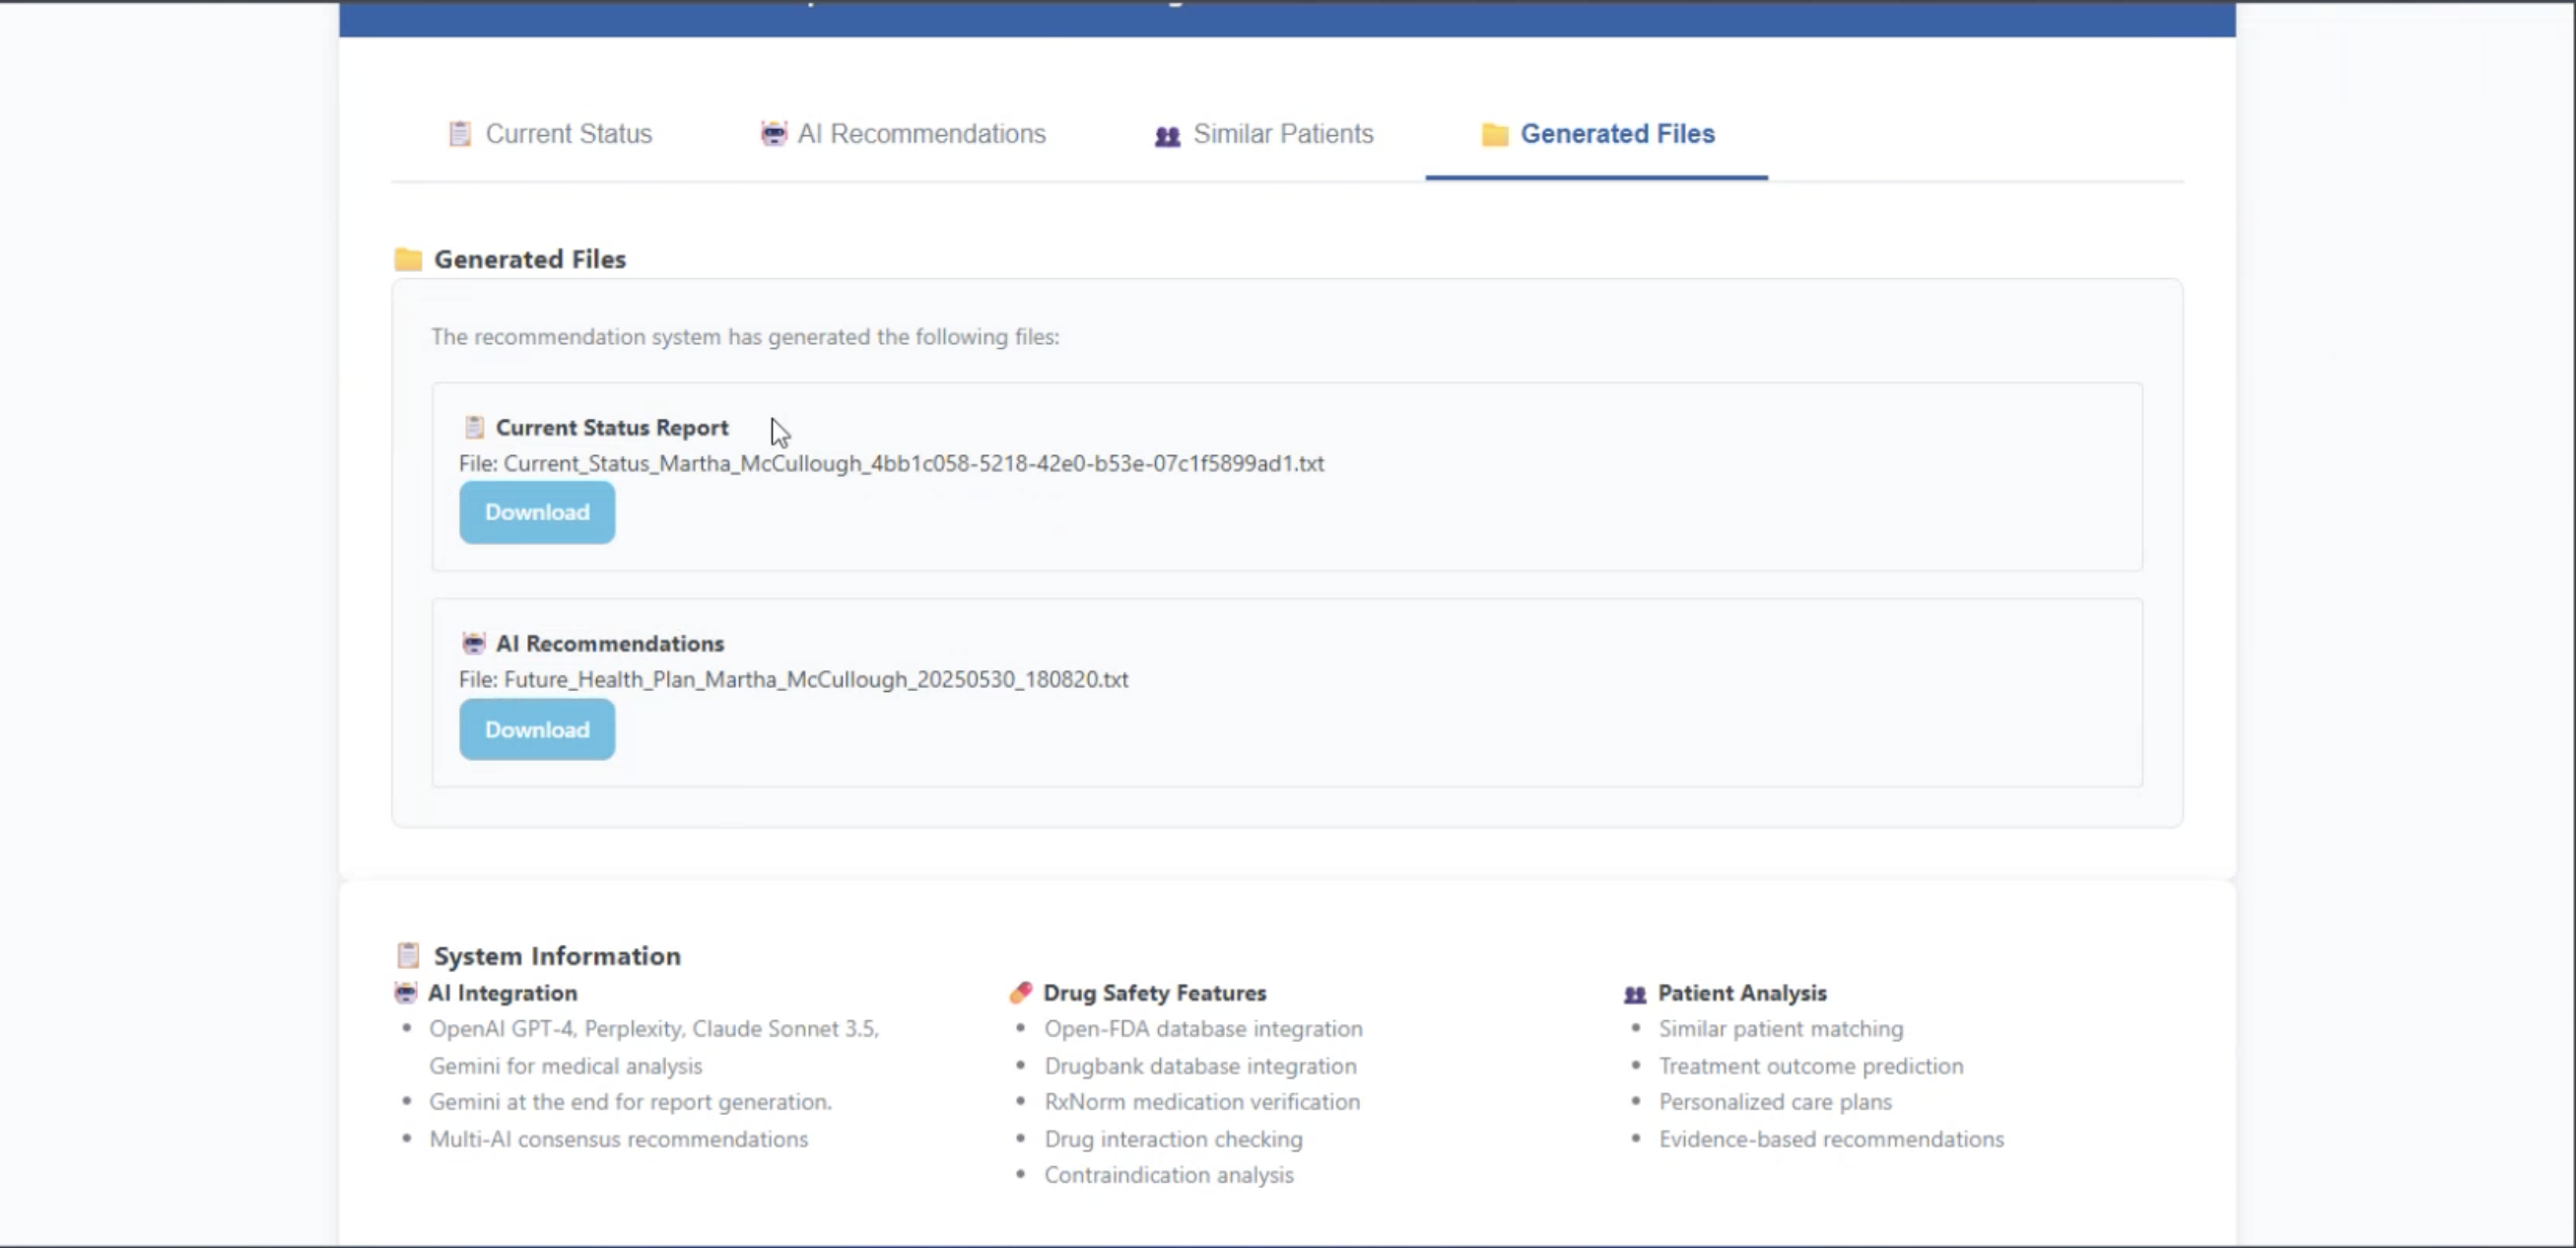 Current Status
AI Recommendations
Similar Patients
Generated Files
Generated Files
The recommendation system has generated the following files:
Current Status Report
File: Current_Status_Martha_McCullough_4bb1c058-5218-42e0-b53e-07c1f5899ad1.txt
Download
AI Recommendations
File: Future_Health_Plan_Martha_McCullough_20250530_180820.txt
Download
System Information
AI Integration
• OpenAI GPT-4, Perplexity, Claude Sonnet 3.5,
Gemini for medical analysis
• Gemini at the end for report generation.
• Multi-AI consensus recommendations
Drug Safety Features
• Open-FDA database integration
• Drugbank database integration
• RxNorm medication verification
• Drug interaction checking
• Contraindication analysis
Patient Analysis
• Similar patient matching
• Treatment outcome prediction
• Personalized care plans
• Evidence-based recommendations